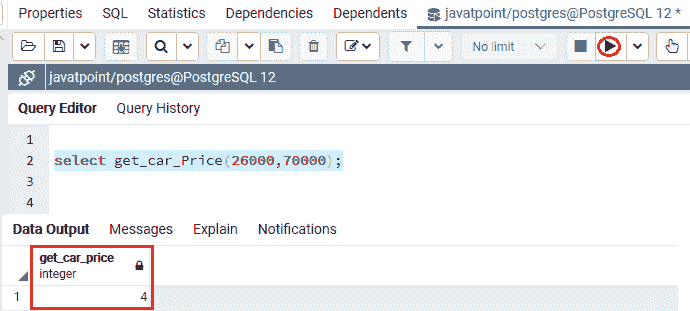 Properties SQL Statistics Dependencies Dependents javatpoint/postgres@PostgreSQL 12 *
No limit
javatpoint/postgres@PostgreSQL 12
Query Editor Query History
1
2 select get_car_Price(26000,70000);
3
4
Data Output Messages Explain Notifications
get_car_price
integer
1 4